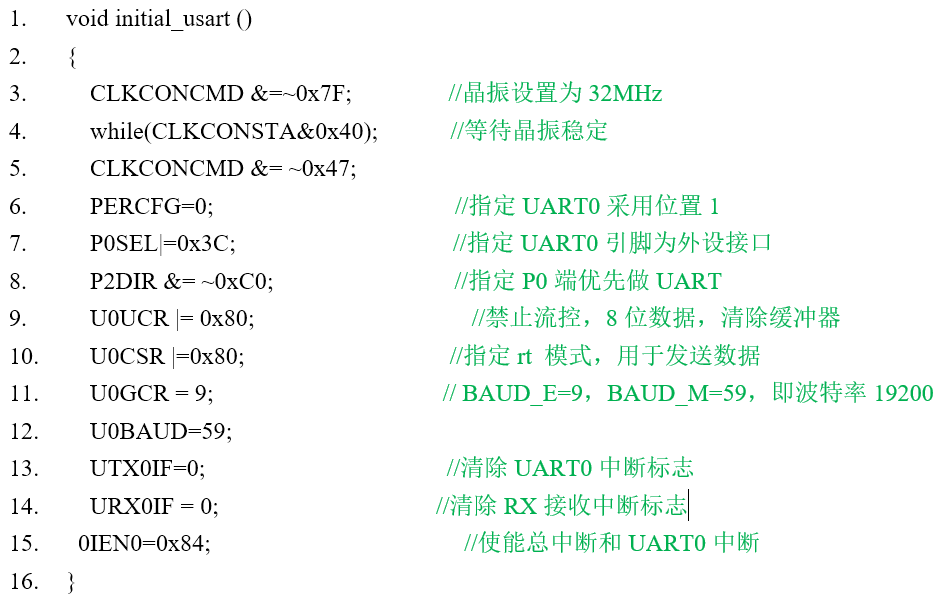 1. void initial_usart ()
2. {
3. CLKCONCMD &=~0x7F; //晶振设置为 32MHz
4. while(CLKCONSTA&0x40); //等待晶振稳定
5. CLKCONCMD &= ~0x47;
6. PERCFG=0; //指定 UART0 采用位置 1
7. P0SEL|=0x3C; //指定 UART0 引脚为外设接口
8. P2DIR &= ~0xC0; //指定 P0 端优先做 UART
9. U0UCR |= 0x80; //禁止流控，8 位数据，清除缓冲器
10. U0CSR |=0x80; //指定 rt 模式，用于发送数据
11. U0GCR = 9; // BAUD_E=9，BAUD_M=59，即波特率 19200
12. U0BAUD=59;
13. UTX0IF=0; //清除 UART0 中断标志
14. URX0IF = 0; //清除 RX 接收中断标志
15. 0IEN0=0x84; //使能总中断和 UART0 中断
16. }